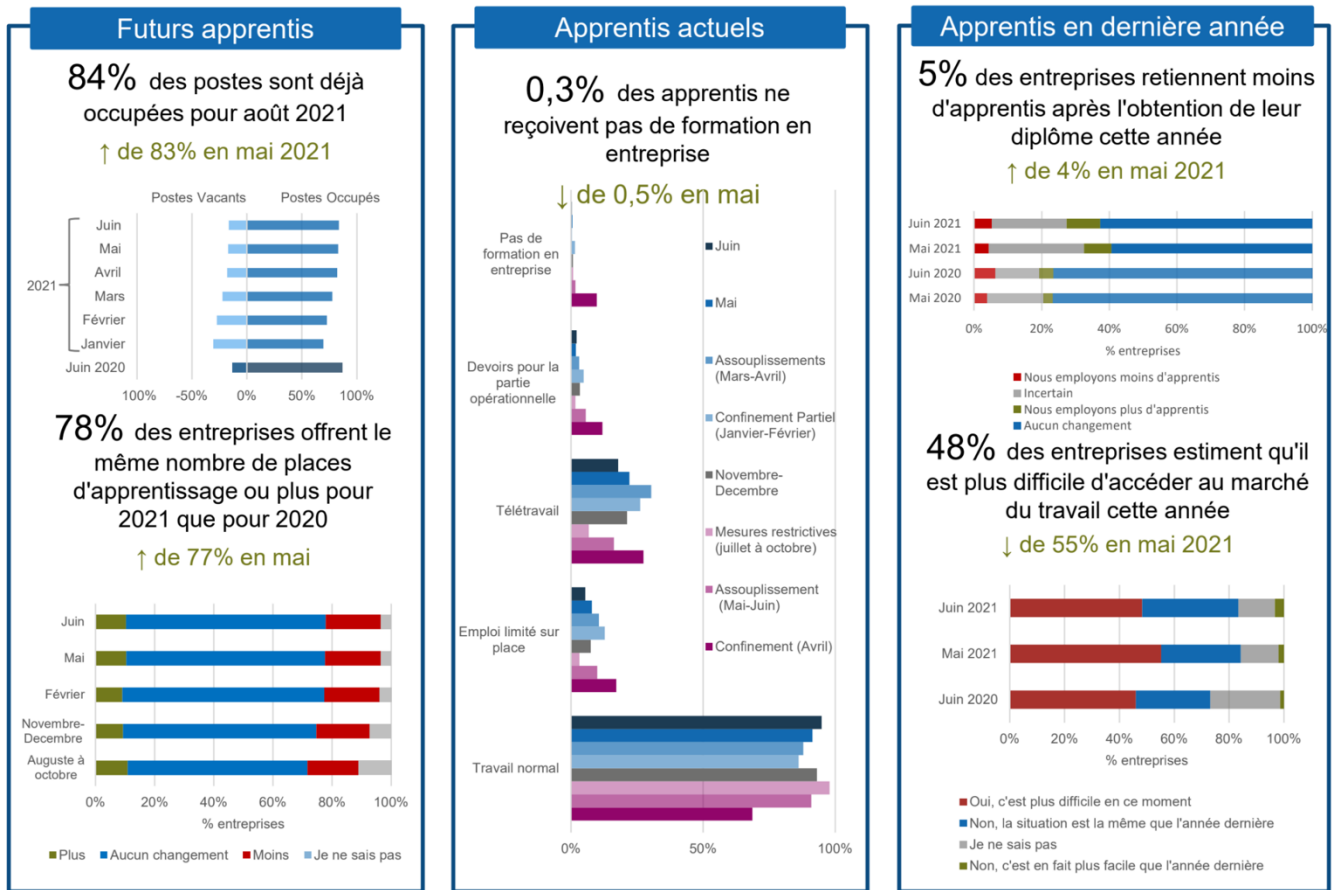 Futurs apprentis
84% des postes sont déjà
occupées pour août 2021
↑ de 83% en mai 2021
Postes Vacants
Postes Occupés
2021
Juin
Mai
Avril
Mars
Février
Janvier
Juin 2020
100%
-50%
0%
50%
100%
78% des entreprises offrent le
même nombre de places
d'apprentissage ou plus pour
2021 que pour 2020
↑ de 77% en mai
Juin
Mai
Février
Novembre-
Decembre
Auguste à
octobre
0%
20%
40%
60%
80%
100%
% entreprises
Plus
Aucun changement
Moins
Je ne sais pas
Apprentis actuels
0,3% des apprentis ne
reçoivent pas de formation en
entreprise
↓ de 0,5% en mai
Pas de
formation en
entreprise
Devoirs pour la
partie
opérationnelle
Télétravail
Emploi limité sur
place
Travail normal
0%
50%
100%
Juin
Mai
Assouplissements
(Mars-Avril)
Confinement Partiel
(Janvier-Février)
Novembre-
Decembre
Mesures restrictives
(juillet à octobre)
Assouplissement
(Mai-Juin)
Confinement (Avril)
Apprentis en dernière année
5% des entreprises retiennent moins
d'apprentis après l'obtention de leur
diplôme cette année
↑ de 4% en mai 2021
Juin 2021
Mai 2021
Juin 2020
Mai 2020
0%
20%
40%
60%
80%
100%
% entreprises
Nous employons moins d'apprentis
Incertain
Nous employons plus d'apprentis
Aucun changement
48% des entreprises estiment qu'il
est plus difficile d'accéder au marché
du travail cette année
↓ de 55% en mai 2021
Juin 2021
Mai 2021
Juin 2020
0%
20%
40%
60%
80%
100%
% entreprises
Oui, c'est plus difficile en ce moment
Non, la situation est la même que l'année dernière
Je ne sais pas
Non, c'est en fait plus facile que l'année dernière